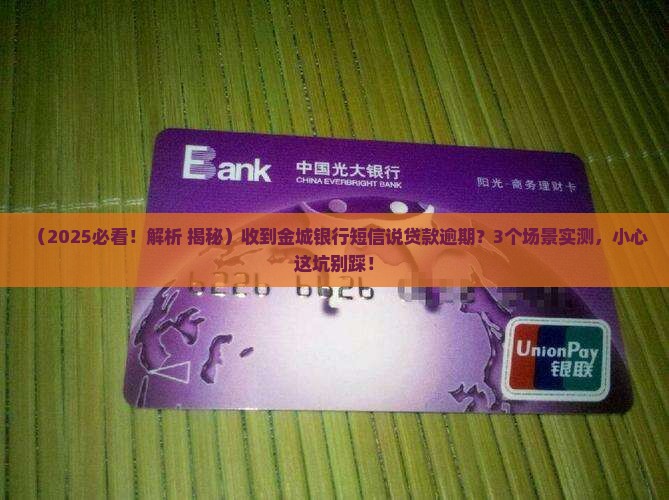 Bank 中国光大银行
CHINA EVERBRIGHT BANK
阳光·商务理财卡
（2025必看！解析 揭秘）收到金城银行短信说贷款逾期？3个场景实测，小心
这坑别踩！
6226
UnionPay
银联